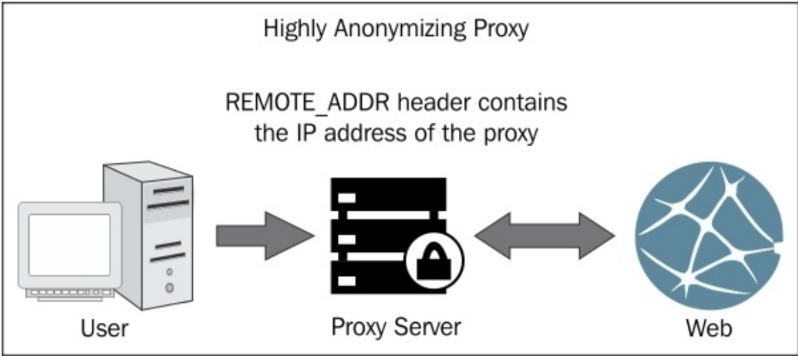 Highly Anonymizing Proxy
REMOTE_ADDR header contains
the IP address of the proxy
User
Proxy Server
Web